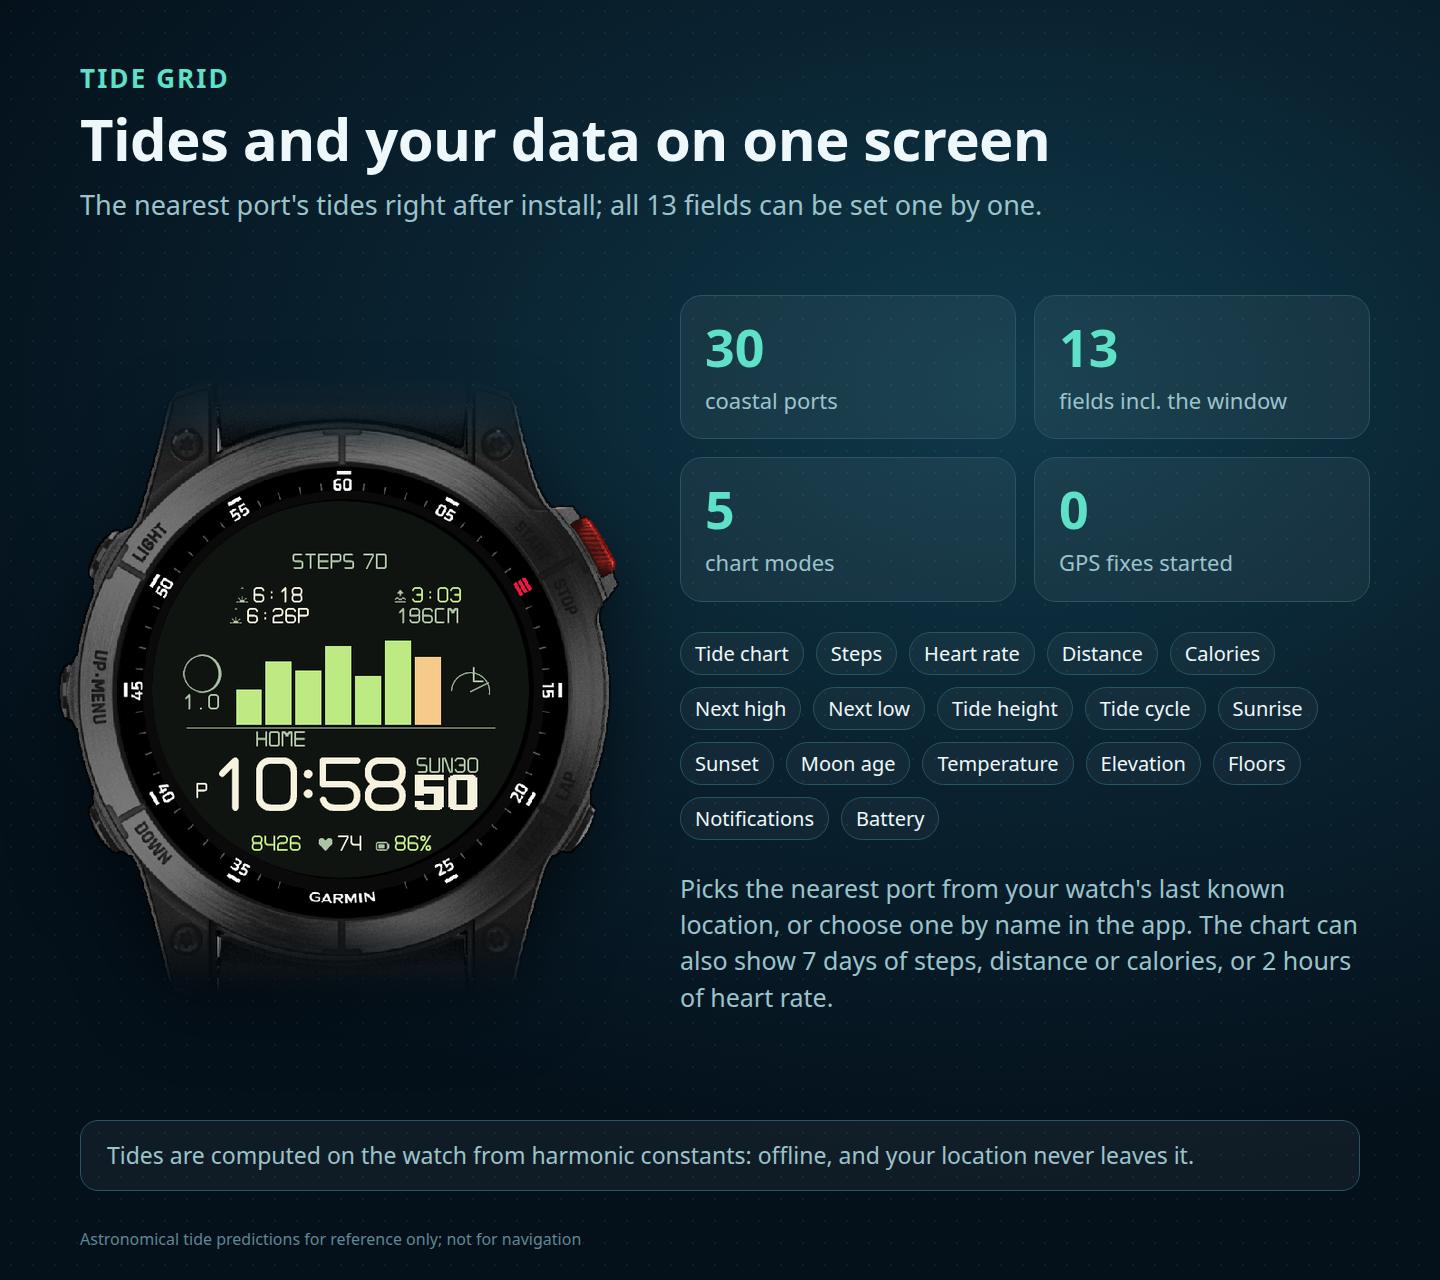 TIDE GRID
Tides and your data on one screen
The nearest port's tides right after install; all 13 fields can be set one by one.
30
coastal ports
13
fields incl. the window
5
chart modes
0
GPS fixes started
60
55
05
LIGHT
START
STOP
50
STEPS 7D
6:18
3:03
6:26P
196CM
UP·MENU
45
15
1.0
HOME
P
10:58
SUN30
50
40
20
LAP
DOWN
8426
74
86%
35
25
GARMIN
Tide chart
Steps
Heart rate
Distance
Calories
Next high
Next low
Tide height
Tide cycle
Sunrise
Sunset
Moon age
Temperature
Elevation
Floors
Notifications
Battery
Picks the nearest port from your watch's last known
location, or choose one by name in the app. The chart can
also show 7 days of steps, distance or calories, or 2 hours
of heart rate.
Tides are computed on the watch from harmonic constants: offline, and your location never leaves it.
Astronomical tide predictions for reference only; not for navigation